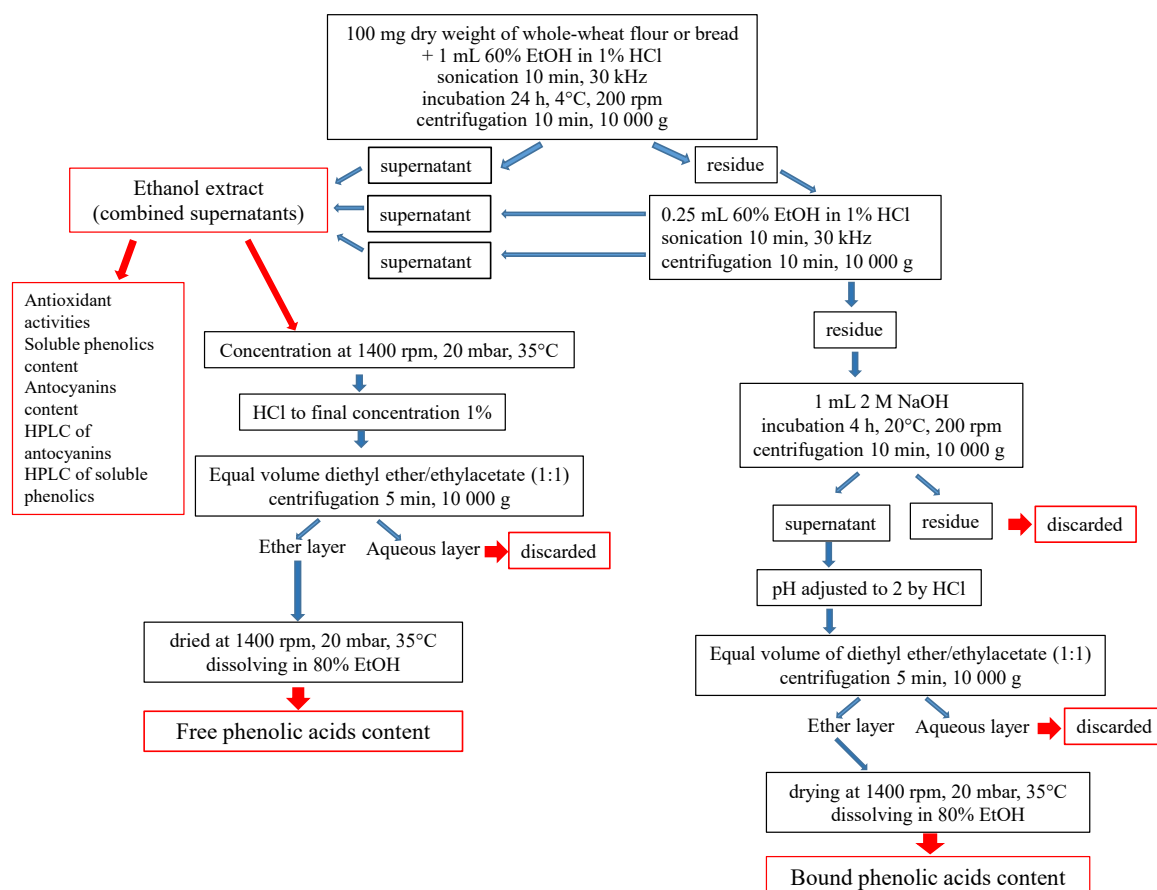 100 mg dry weight of whole-wheat flour or bread
+ 1 mL 60% EtOH in 1% HCl
sonication 10 min, 30 kHz
incubation 24 h, 4°C, 200 rpm
centrifugation 10 min, 10 000 g
supernatant
residue
Ethanol extract
(combined supernatants)
supernatant
supernatant
0.25 mL 60% EtOH in 1% HCl
sonication 10 min, 30 kHz
centrifugation 10 min, 10 000 g
Antioxidant
activities
Soluble phenolics
content
Antocyanins
content
HPLC of
antocyanins
HPLC of soluble
phenolics
residue
Concentration at 1400 rpm, 20 mbar, 35°C
HCl to final concentration 1%
1 mL 2 M NaOH
incubation 4 h, 20°C, 200 rpm
centrifugation 10 min, 10 000 g
Equal volume diethyl ether/ethylacetate (1:1)
centrifugation 5 min, 10 000 g
supernatant
residue
discarded
Ether layer
Aqueous layer
discarded
pH adjusted to 2 by HCl
dried at 1400 rpm, 20 mbar, 35°C
dissolving in 80% EtOH
Equal volume of diethyl ether/ethylacetate (1:1)
centrifugation 5 min, 10 000 g
Free phenolic acids content
Ether layer
Aqueous layer
discarded
drying at 1400 rpm, 20 mbar, 35°C
dissolving in 80% EtOH
Bound phenolic acids content